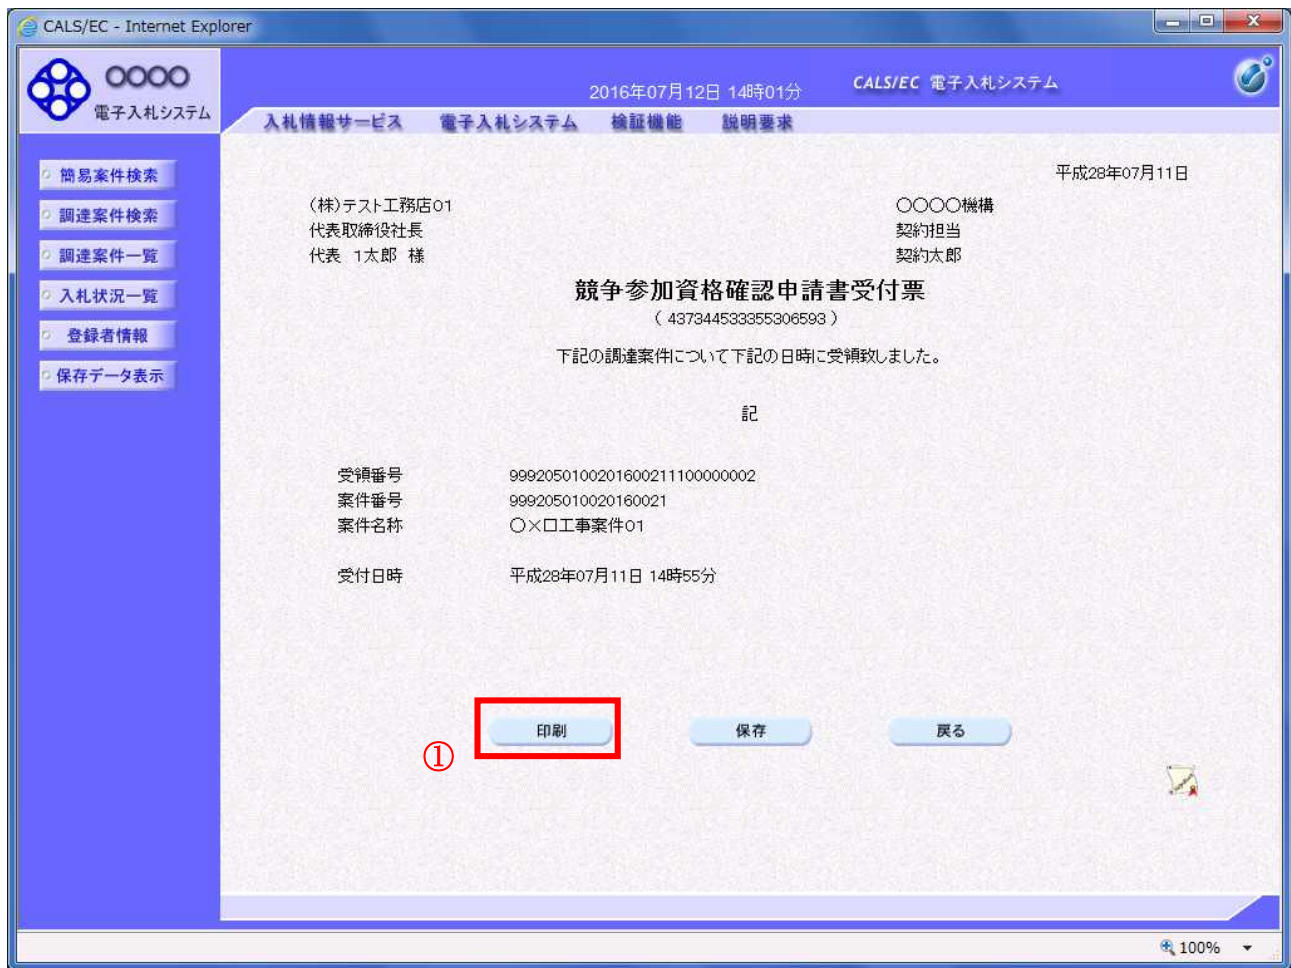 CALS/EC - Internet Explorer
○○○○
電子入札システム
2016年07月12日 14時01分
CALS/EC 電子入札システム
入札情報サービス 電子入札システム 検証機能 説明要求
簡易案件検索
調達案件検索
調達案件一覧
入札状況一覧
登録者情報
保存データ表示
平成28年07月11日
(株)テスト工務店01
代表取締役社長
代表 1太郎 様
〇〇〇〇機構
契約担当
契約太郎
競争参加資格確認申請書受付票
( 437344533355306593 )
下記の調達案件について下記の日時に受領致しました。
記
受領番号 9992050100201600211100000002
案件番号 999205010020160021
案件名称 〇×口工事案件01
受付日時 平成28年07月11日 14時55分
① 印刷 保存 戻る
100%